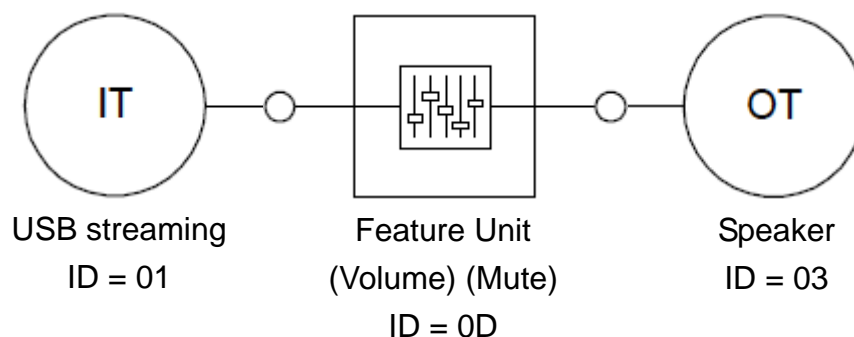 IT
OT
USB streaming
Feature Unit
Speaker
ID = 01
(Volume) (Mute)
ID = 03
ID = 0D